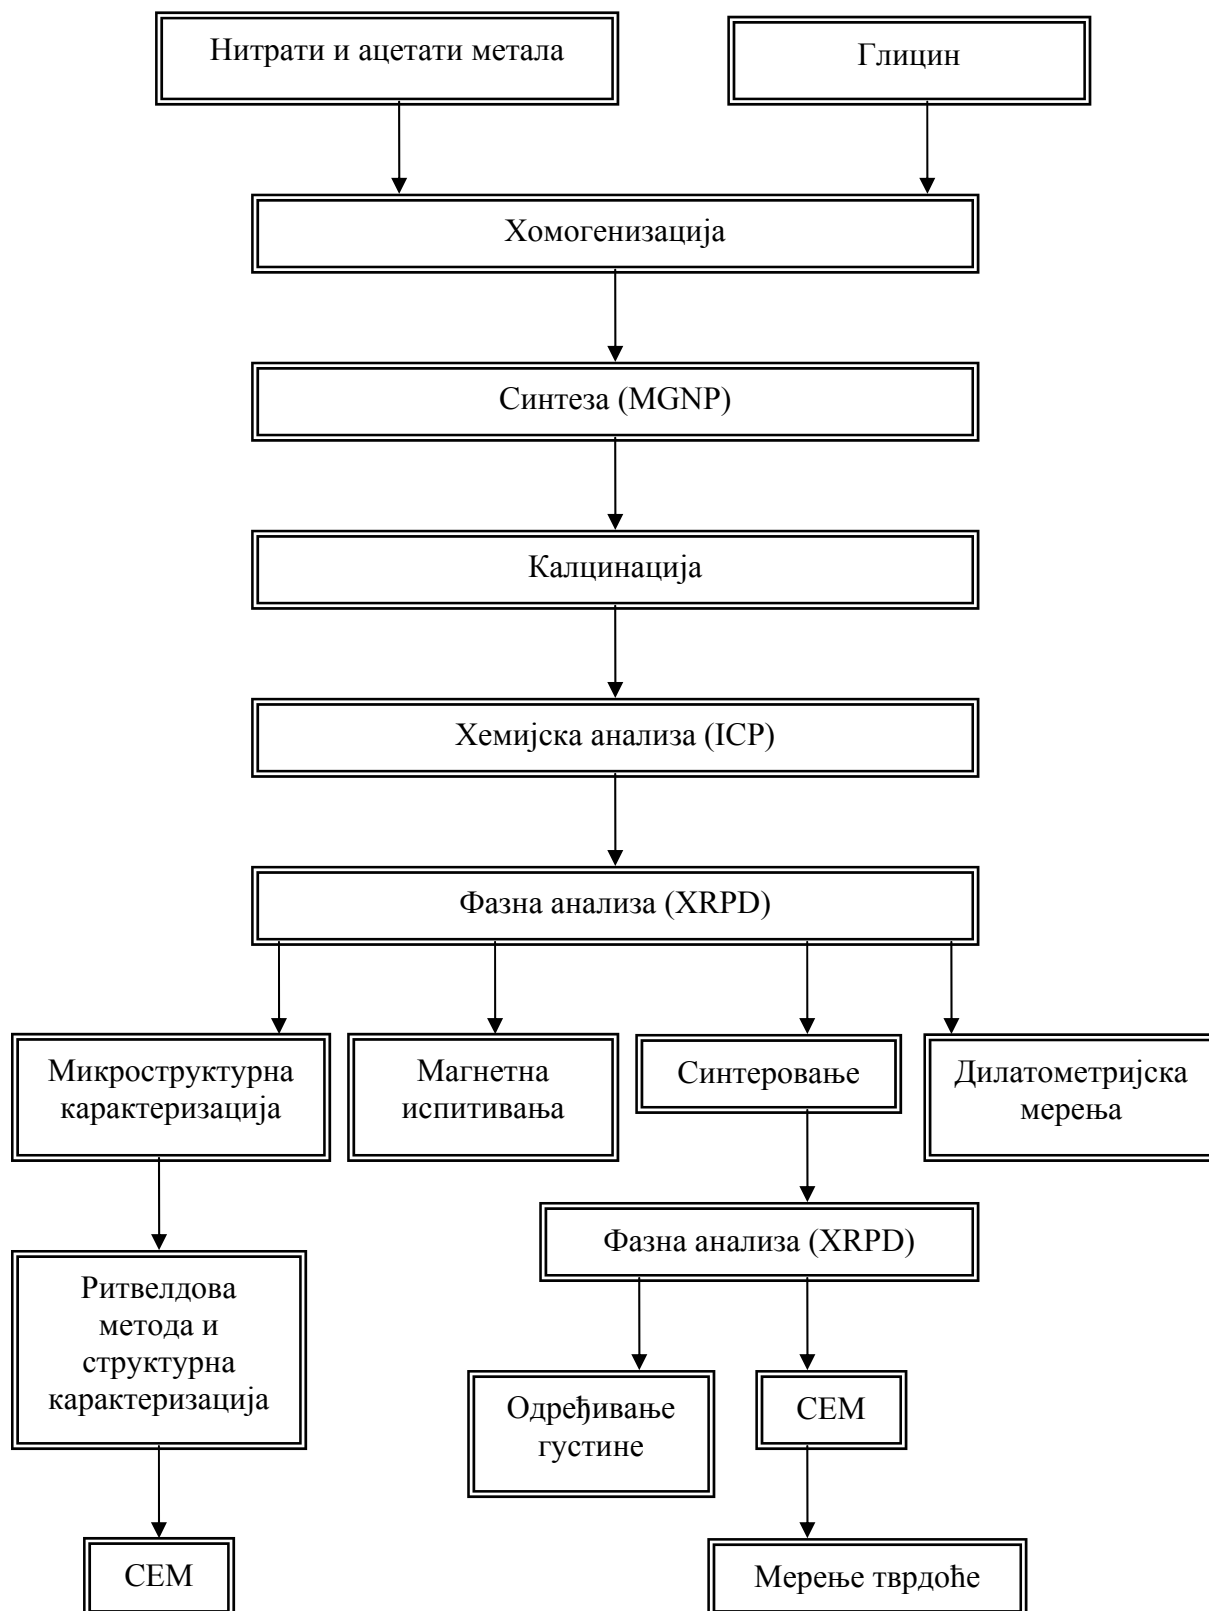 Нитрати и ацетати метала
Глицин
Хомогенизација
Синтеза (MGNP)
Калцинација
Хемијска анализа (ICP)
Фазна анализа (XRPD)
Микроструктурна
карактеризација
Магнетна
испитивања
Синтеровање
Дилатометријска
мерења
Фазна анализа (XRPD)
Ритвелдова
метода и
структурна
карактеризација
Одређивање
густине
СЕМ
СЕМ
Мерење тврдоће